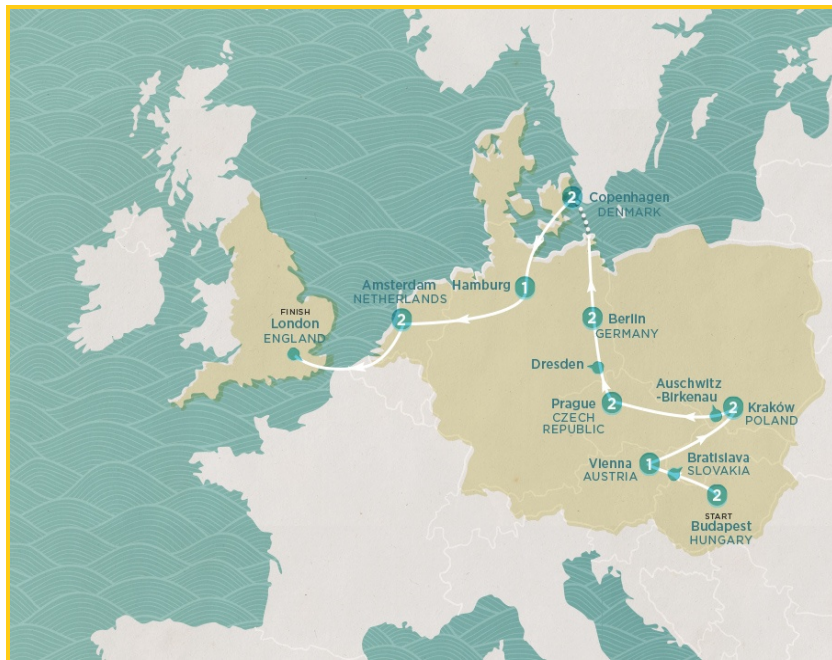 2
Copenhagen
DENMARK
Hamburg
1
Amsterdam
NETHERLANDS
2
FINISH
London
ENGLAND
2
Berlin
GERMANY
Dresden
Auschwitz
-Birkenau
Prague
CZECH
REPUBLIC
2
2
Kraków
POLAND
Vienna
AUSTRIA
1
Bratislava
SLOVAKIA
2
START
Budapest
HUNGARY